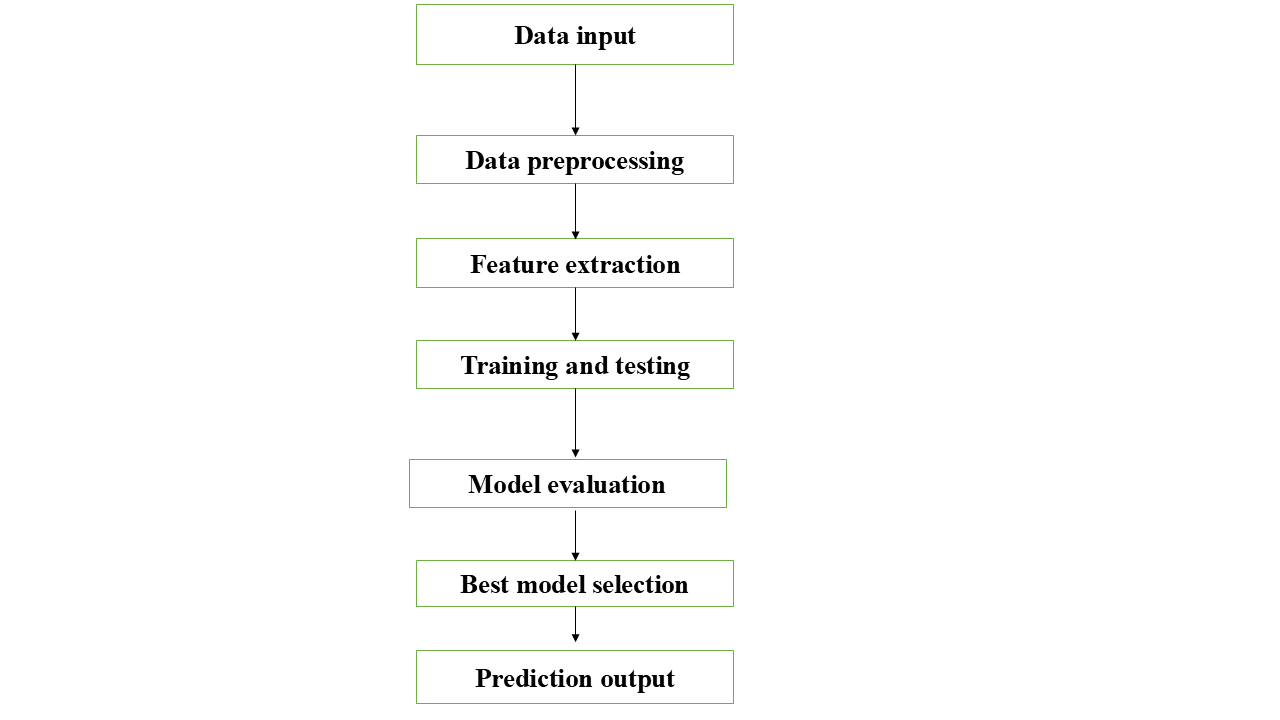 Data input
Data preprocessing
Feature extraction
Training and testing
Model evaluation
Best model selection
Prediction output